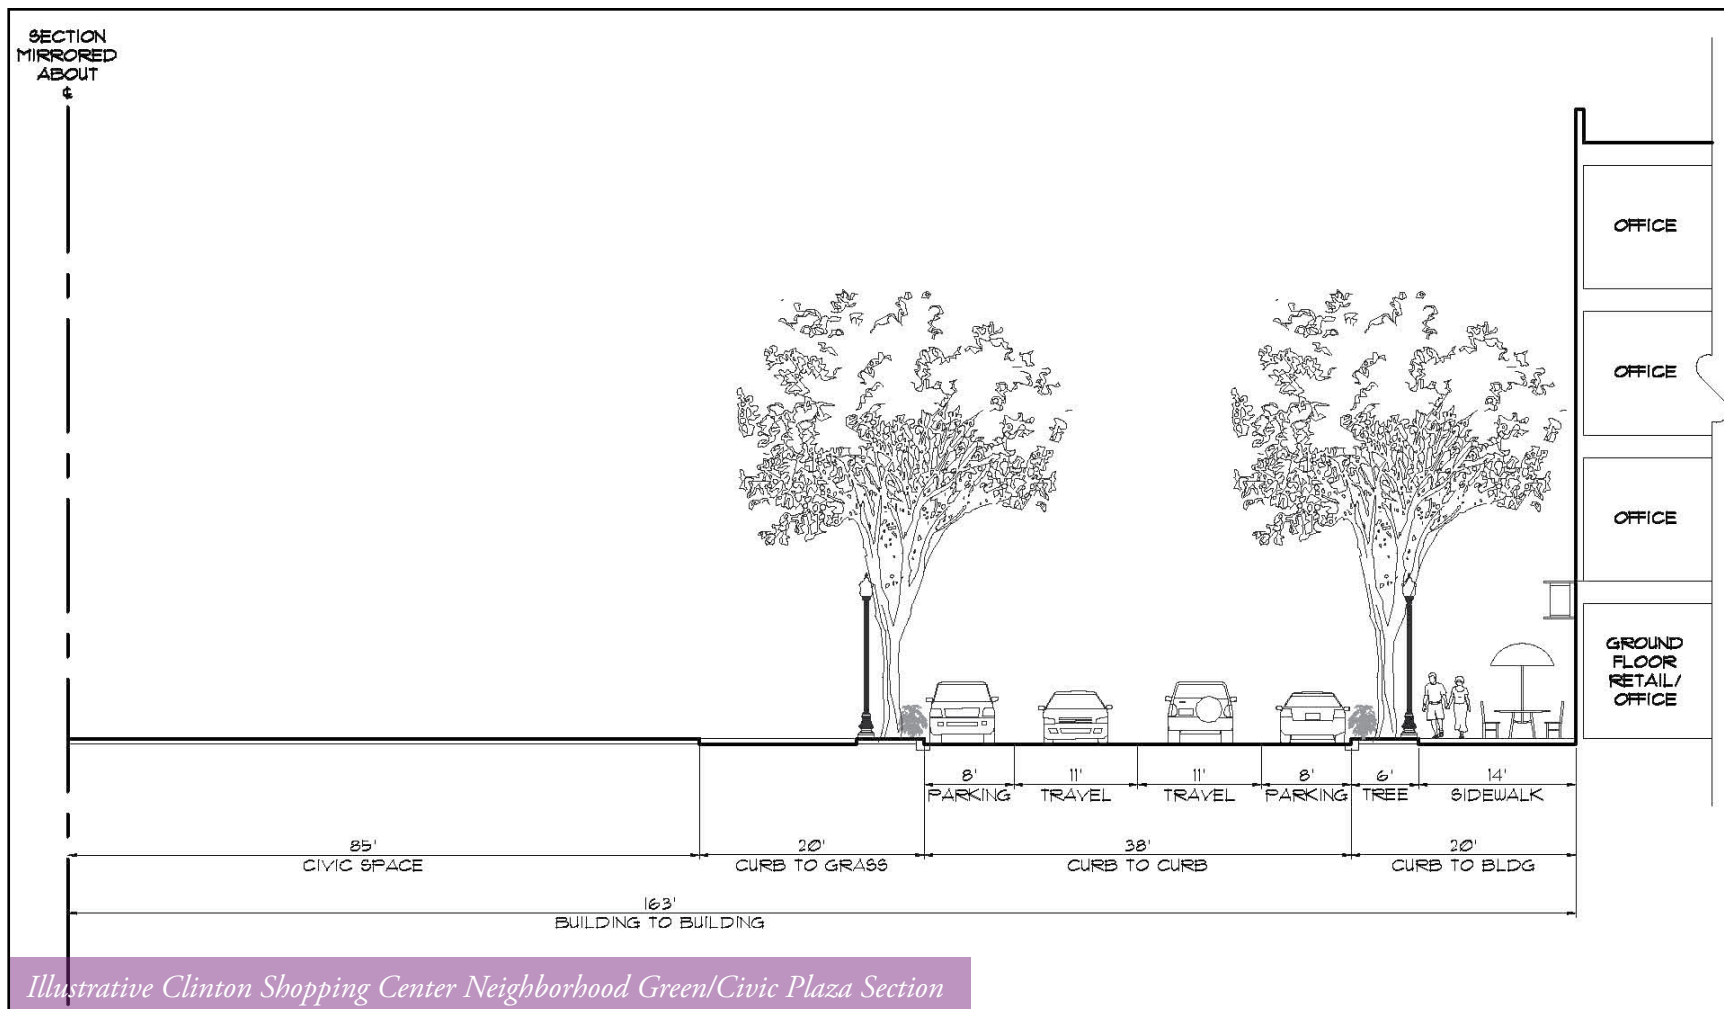 SECTION
MIRRORED
ABOUT
℄
OFFICE
OFFICE
OFFICE
GROUND
FLOOR
RETAIL/
OFFICE
8' 11' 11' 8' 6' 14'
PARKING TRAVEL TRAVEL PARKING TREE SIDEWALK
85' 20' 38' 20'
CIVIC SPACE CURB TO GRASS CURB TO CURB CURB TO BLDG
163'
BUILDING TO BUILDING
Illustrative Clinton Shopping Center Neighborhood Green/Civic Plaza Section